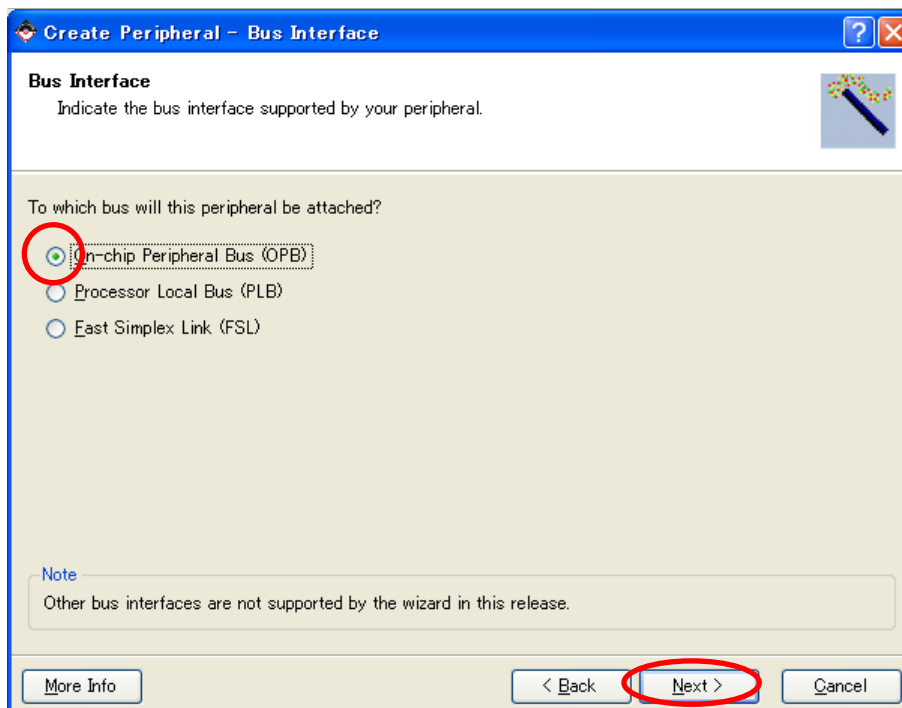 Create Peripheral - Bus Interface
Bus Interface
Indicate the bus interface supported by your peripheral.
To which bus will this peripheral be attached?
On-chip Peripheral Bus (OPB)
Processor Local Bus (PLB)
Fast Simplex Link (FSL)
Note
Other bus interfaces are not supported by the wizard in this release.
More Info
< Back
Next >
Cancel